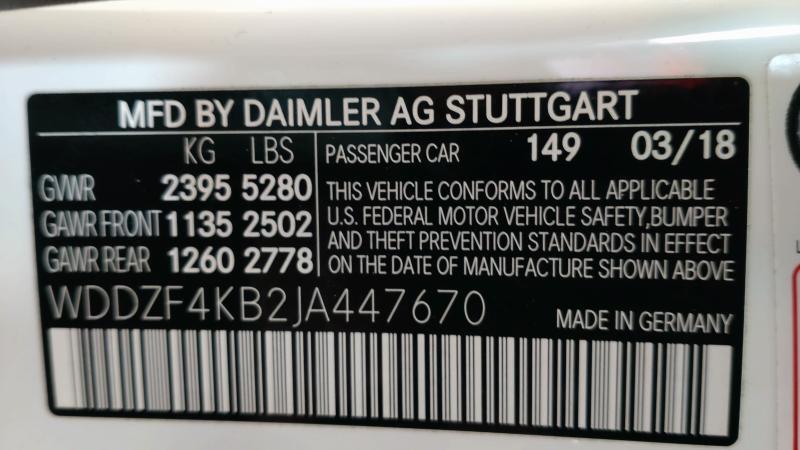 MFD BY DAIMLER AG STUTTGART
KG LBS
GVWR 2395 5280
GAWR FRONT 1135 2502
GAWR REAR 1260 2778
PASSENGER CAR 149 03/18
THIS VEHICLE CONFORMS TO ALL APPLICABLE
U.S. FEDERAL MOTOR VEHICLE SAFETY,BUMPER
AND THEFT PREVENTION STANDARDS IN EFFECT
ON THE DATE OF MANUFACTURE SHOWN ABOVE
WDDZF4KB2JA447670
MADE IN GERMANY